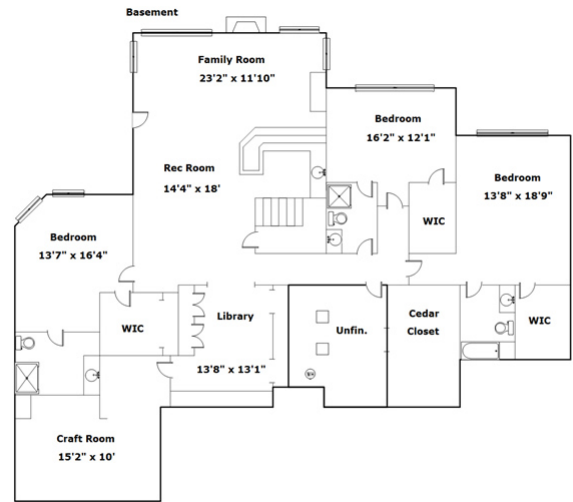 Basement
Family Room
23'2" x 11'10"
Bedroom
16'2" x 12'1"
Rec Room
14'4" x 18'
Bedroom
13'8" x 18'9"
WIC
Bedroom
13'7" x 16'4"
WIC
Library
13'8" x 13'1"
Unfin.
Cedar
Closet
WIC
Craft Room
15'2" x 10'